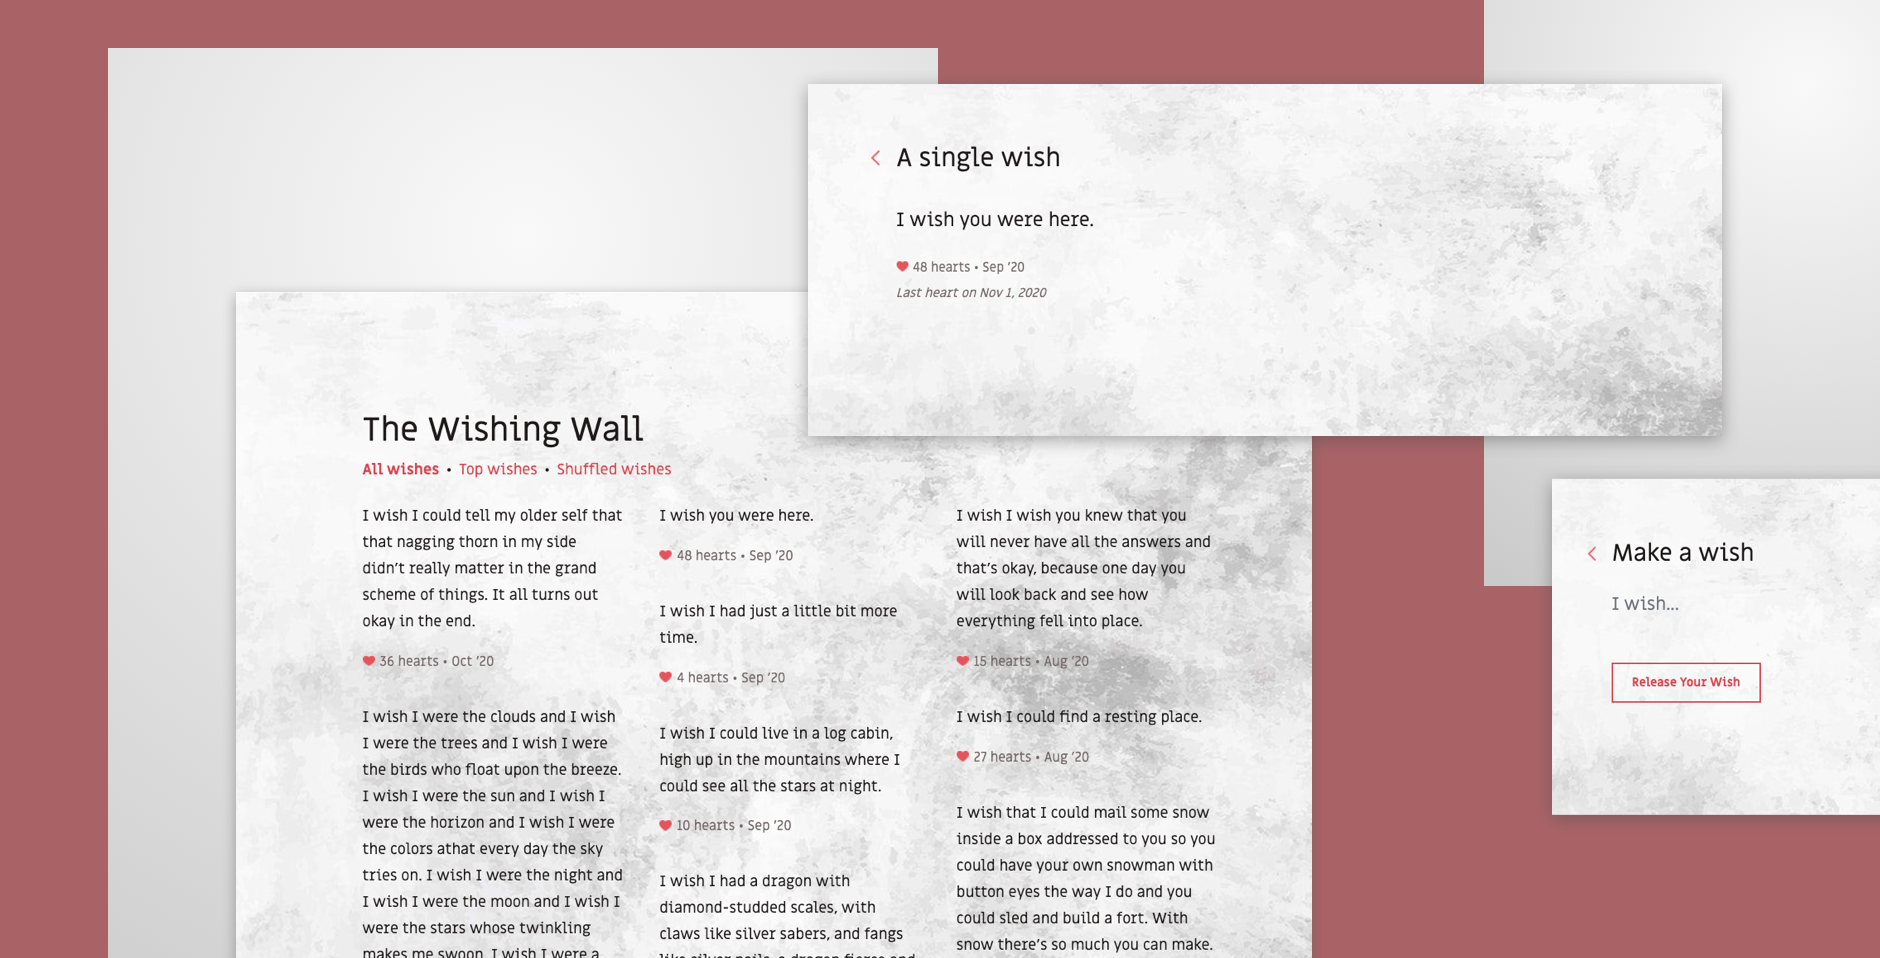 A single wish
I wish you were here.
48 hearts • Sep ’20
Last heart on Nov 1, 2020
The Wishing Wall
All wishes • Top wishes • Shuffled wishes
I wish I could tell my older self that
that nagging thorn in my side
didn’t really matter in the grand
scheme of things. It all turns out
okay in the end.
36 hearts • Oct ’20
I wish I were the clouds and I wish
I were the trees and I wish I were
the birds who float upon the breeze.
I wish I were the sun and I wish I
were the horizon and I wish I were
the colors athat every day the sky
tries on. I wish I were the night and
I wish I were the moon and I wish I
were the stars whose twinkling
makes me swoon. I wish I were a
I wish you were here.
48 hearts • Sep ’20
I wish I had just a little bit more
time.
4 hearts • Sep ’20
I wish I could live in a log cabin,
high up in the mountains where I
could see all the stars at night.
10 hearts • Sep ’20
I wish I had a dragon with
diamond-studded scales, with
claws like silver sabers, and fangs
like silver nails, a dragon fierce and
I wish I wish you knew that you
will never have all the answers and
that’s okay, because one day you
will look back and see how
everything fell into place.
15 hearts • Aug ’20
I wish I could find a resting place.
27 hearts • Aug ’20
I wish that I could mail some snow
inside a box addressed to you so you
could have your own snowman with
button eyes the way I do and you
could sled and build a fort. With
snow there’s so much you can make.
Make a wish
I wish...
Release Your Wish